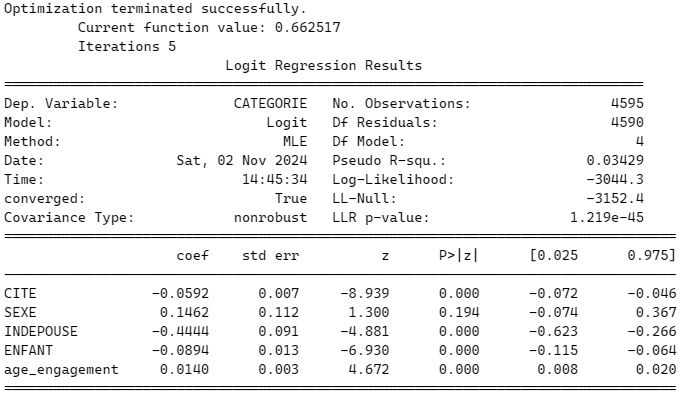 Optimization terminated successfully.
         Current function value: 0.662517
         Iterations 5
                           Logit Regression Results
==============================================================================
Dep. Variable:              CATEGORIE   No. Observations:                 4595
Model:                          Logit   Df Residuals:                     4590
Method:                           MLE   Df Model:                            4
Date:                Sat, 02 Nov 2024   Pseudo R-squ.:                 0.03429
Time:                        14:45:34   Log-Likelihood:                -3044.3
converged:                       True   LL-Null:                       -3152.4
Covariance Type:            nonrobust   LLR p-value:                 1.219e-45
==================================================================================
                     coef    std err          z      P>|z|      [0.025      0.975]
----------------------------------------------------------------------------------
CITE              -0.0592      0.007     -8.939      0.000      -0.072      -0.046
SEXE               0.1462      0.112      1.300      0.194      -0.074       0.367
INDEPOUSE         -0.4444      0.091     -4.881      0.000      -0.623      -0.266
ENFANT            -0.0894      0.013     -6.930      0.000      -0.115      -0.064
age_engagement     0.0140      0.003      4.672      0.000       0.008       0.020
==================================================================================